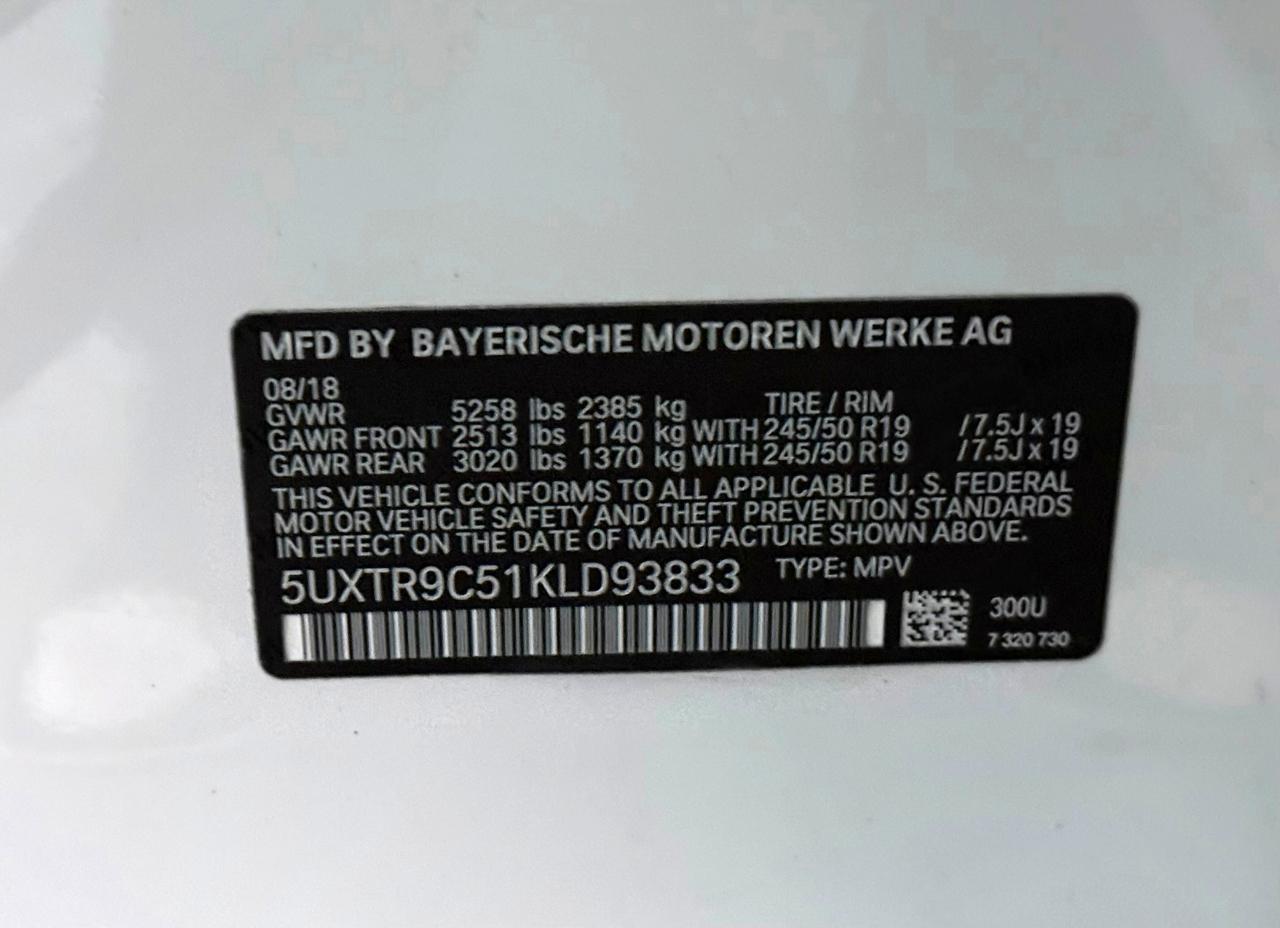 MFD BY BAYERISCHE MOTOREN WERKE AG
08/18
GVWR 5258 lbs 2385 kg TIRE / RIM
GAWR FRONT 2513 lbs 1140 kg WITH 245/50 R19 / 7.5J x 19
GAWR REAR 3020 lbs 1370 kg WITH 245/50 R19 / 7.5J x 19
THIS VEHICLE CONFORMS TO ALL APPLICABLE U. S. FEDERAL
MOTOR VEHICLE SAFETY AND THEFT PREVENTION STANDARDS
IN EFFECT ON THE DATE OF MANUFACTURE SHOWN ABOVE.
5UXTR9C51KLD93833 TYPE: MPV
300U
7 320 730